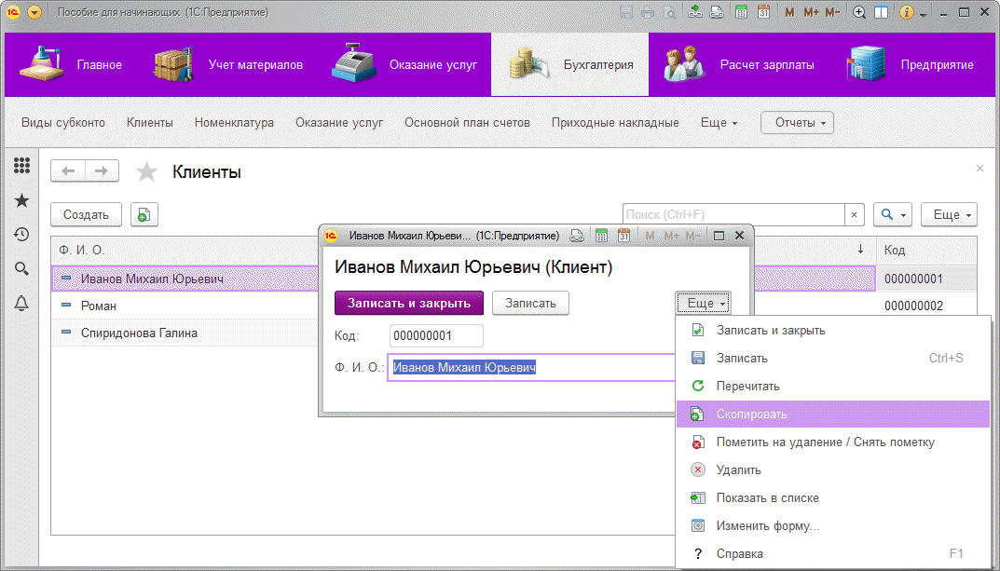 Пособие для начинающих (1С:Предприятие)
M M+ M-
Главное Учет материалов Оказание услуг Бухгалтерия Расчет зарплаты Предприятие
Виды субконто Клиенты Номенклатура Оказание услуг Основной план счетов Приходные накладные Еще Отчеты
Клиенты
Создать Поиск (Ctrl+F) Еще
Ф. И. О. Код
Иванов Михаил Юрьевич 000000001
Роман 000000002
Спиридонова Галина
Иванов Михаил Юрьеви... (1С:Предприятие) M M+ M-
Иванов Михаил Юрьевич (Клиент)
Записать и закрыть Записать Еще
Код: 000000001
Ф. И. О.: Иванов Михаил Юрьевич
Записать и закрыть
Записать Ctrl+S
Перечитать
Скопировать
Пометить на удаление / Снять пометку
Удалить
Показать в списке
Изменить форму...
Справка F1